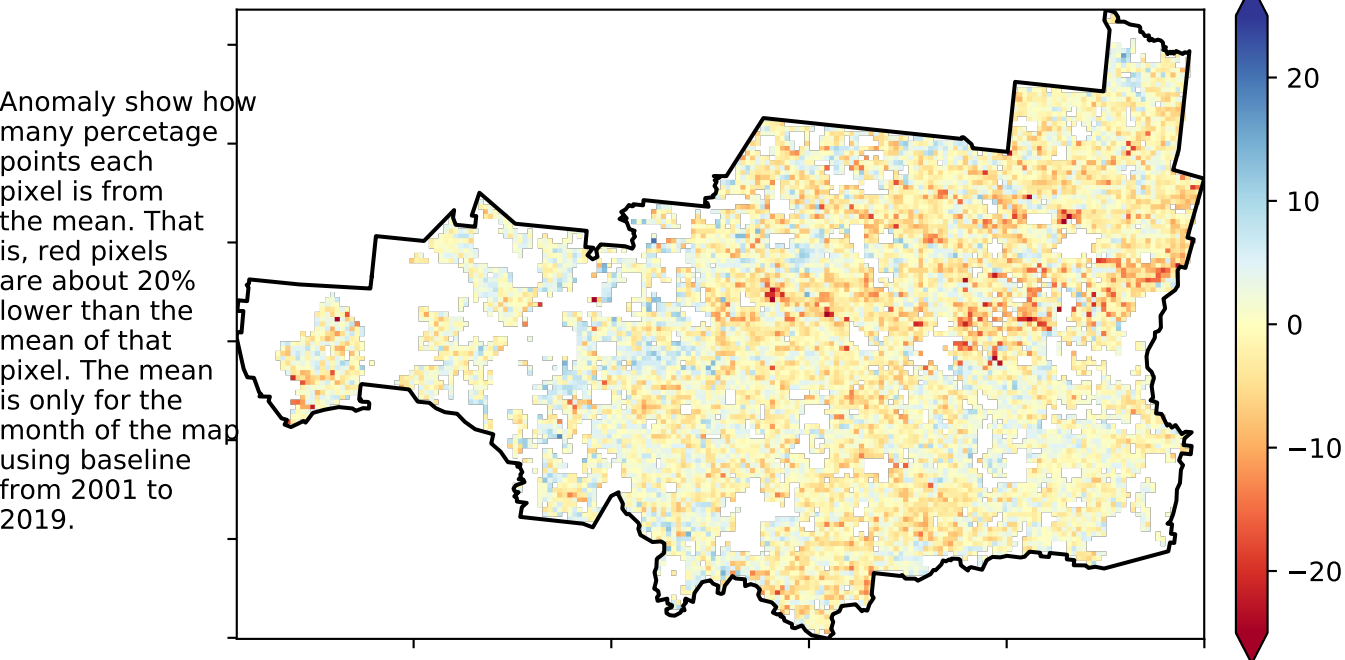 Anomaly show how
many percetage
points each
pixel is from
the mean. That
is, red pixels
are about 20%
lower than the
mean of that
pixel. The mean
is only for the
month of the map
using baseline
from 2001 to
2019.
20
10
0
−10
−20